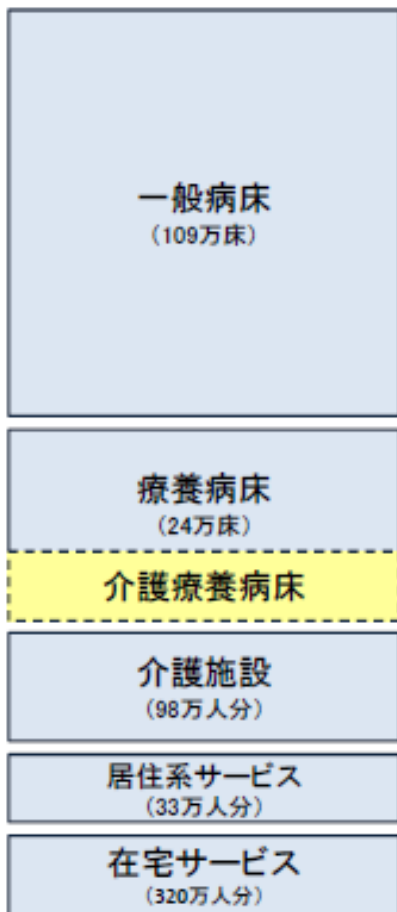 一般病床
（109万床）
療養病床
（24万床）
介護療養病床
介護施設
（98万人分）
居住系サービス
（33万人分）
在宅サービス
（320万人分）